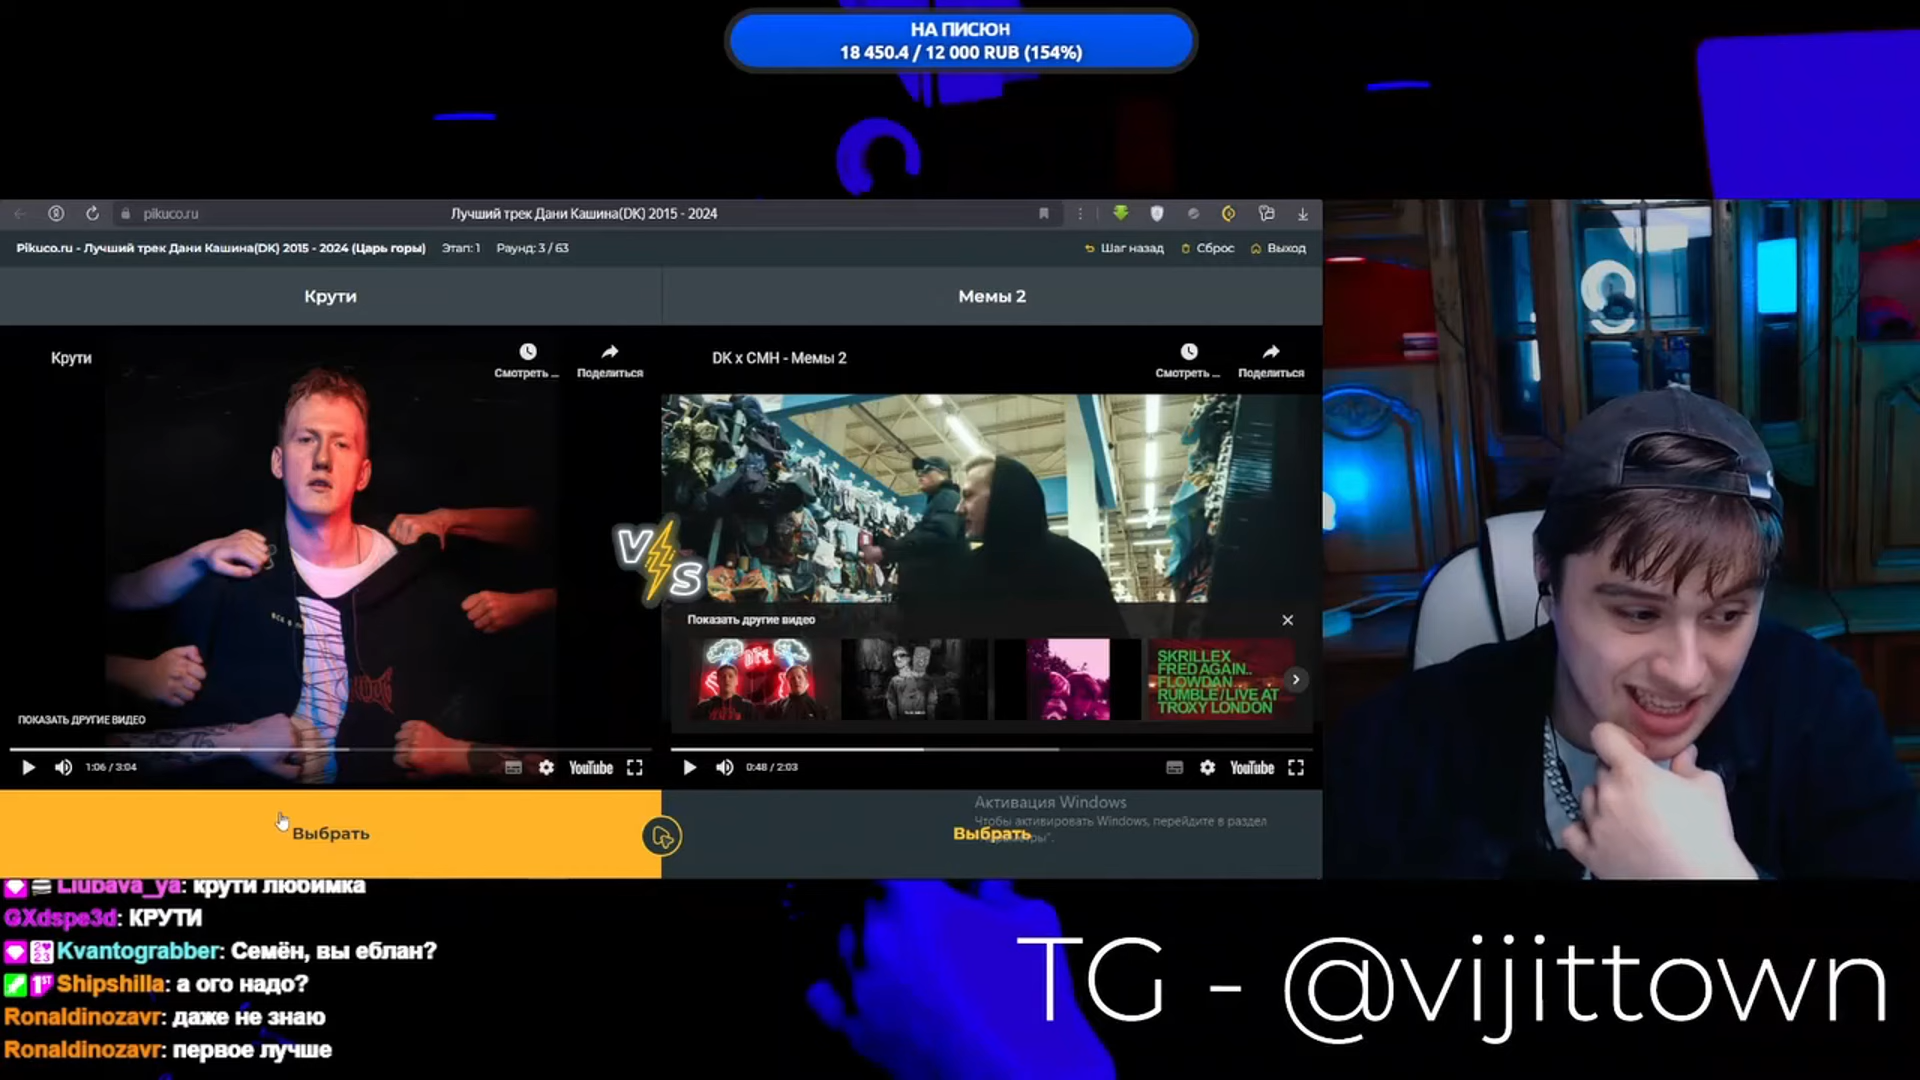 НА ПИСЮН
18 450.4 / 12 000 RUB (154%)
pikuco.ru
Лучший трек Дани Кашина(DK) 2015 - 2024
Pikuco.ru - Лучший трек Дани Кашина(DK) 2015 - 2024 (Царь горы)
Этап: 1
Раунд: 3 / 63
Шаг назад
Сброс
Выход
Крути
Мемы 2
Крути
Смотреть ...
Поделиться
DK x CMH - Мемы 2
Смотреть ...
Поделиться
VS
Показать другие видео
SKRILLEX
FRED AGAIN..
FLOWDAN
RUMBLE/LIVE AT
TROXY LONDON
ПОКАЗАТЬ ДРУГИЕ ВИДЕО
1:06 / 3:04
YouTube
0:48 / 2:03
YouTube
Выбрать
Активация Windows
Чтобы активировать Windows, перейдите в раздел
Выбрать
Liubava_ya: крути любимка
GXdspe3d: КРУТИ
Kvantograbber: Семён, вы еблан?
1ST Shipshilla: а ого надо?
Ronaldinozavr: даже не знаю
Ronaldinozavr: первое лучше
TG - @vijittown